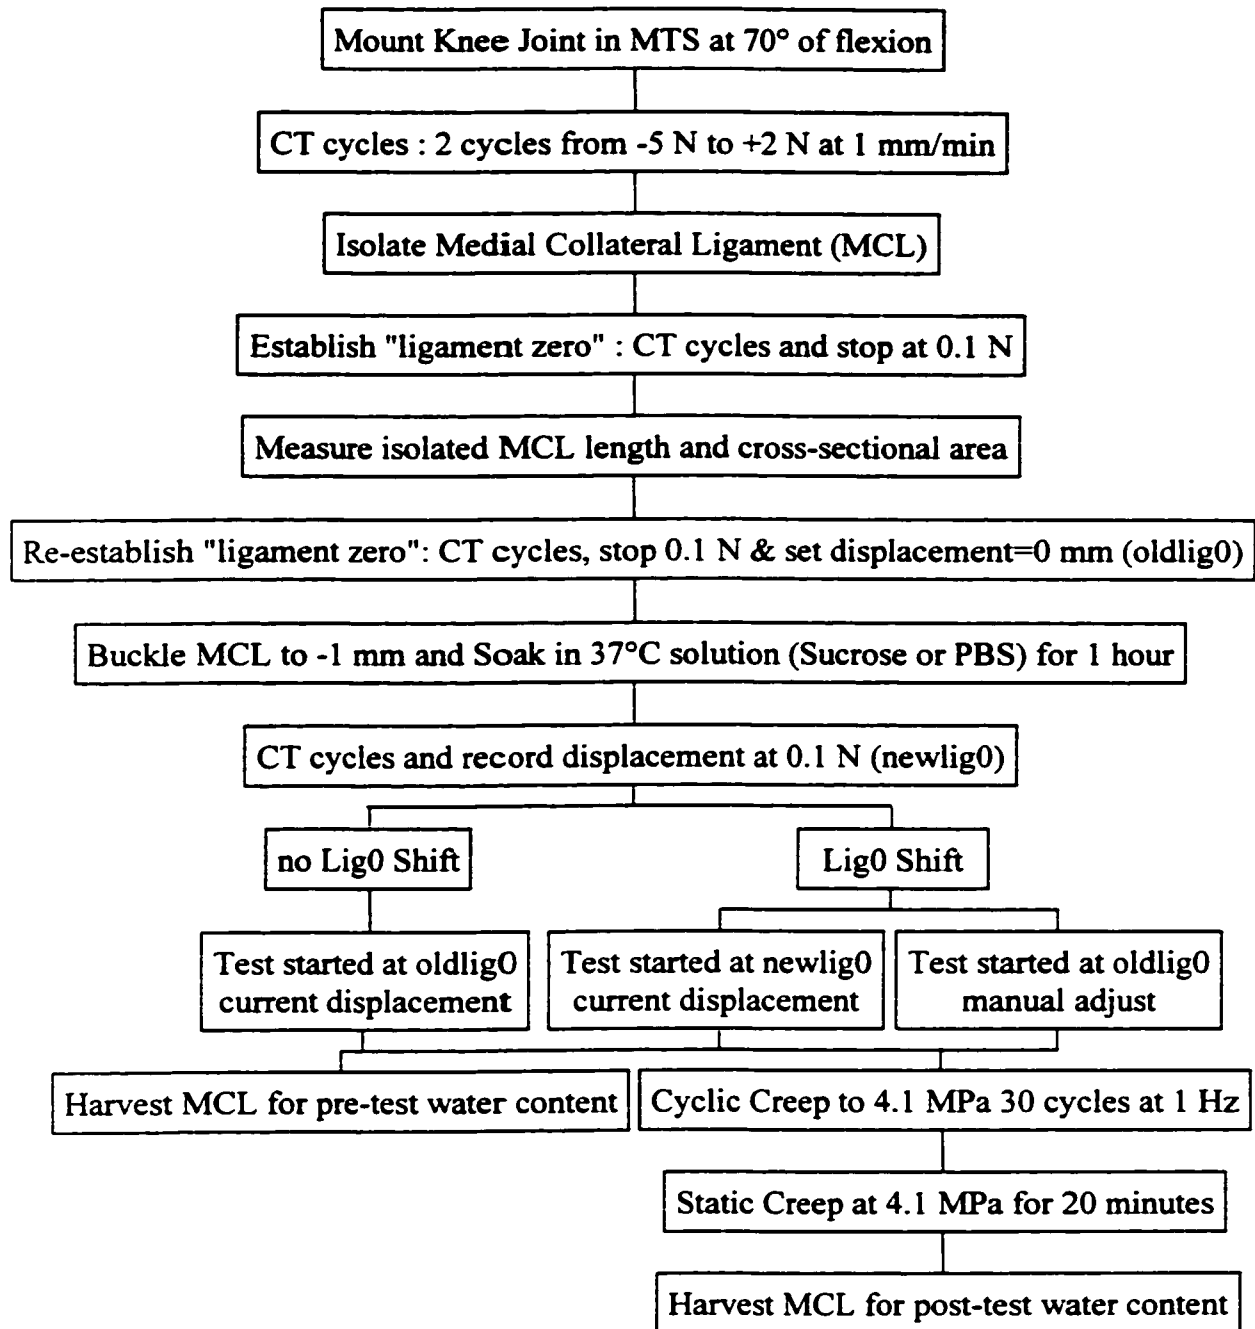 Mount Knee Joint in MTS at 70° of flexion
CT cycles : 2 cycles from -5 N to +2 N at 1 mm/min
Isolate Medial Collateral Ligament (MCL)
Establish "ligament zero" : CT cycles and stop at 0.1 N
Measure isolated MCL length and cross-sectional area
Re-establish "ligament zero": CT cycles, stop 0.1 N & set displacement=0 mm (oldlig0)
Buckle MCL to -1 mm and Soak in 37°C solution (Sucrose or PBS) for 1 hour
CT cycles and record displacement at 0.1 N (newlig0)
no Lig0 Shift
Lig0 Shift
Test started at oldlig0
current displacement
Test started at newlig0
current displacement
Test started at oldlig0
manual adjust
Harvest MCL for pre-test water content
Cyclic Creep to 4.1 MPa 30 cycles at 1 Hz
Static Creep at 4.1 MPa for 20 minutes
Harvest MCL for post-test water content